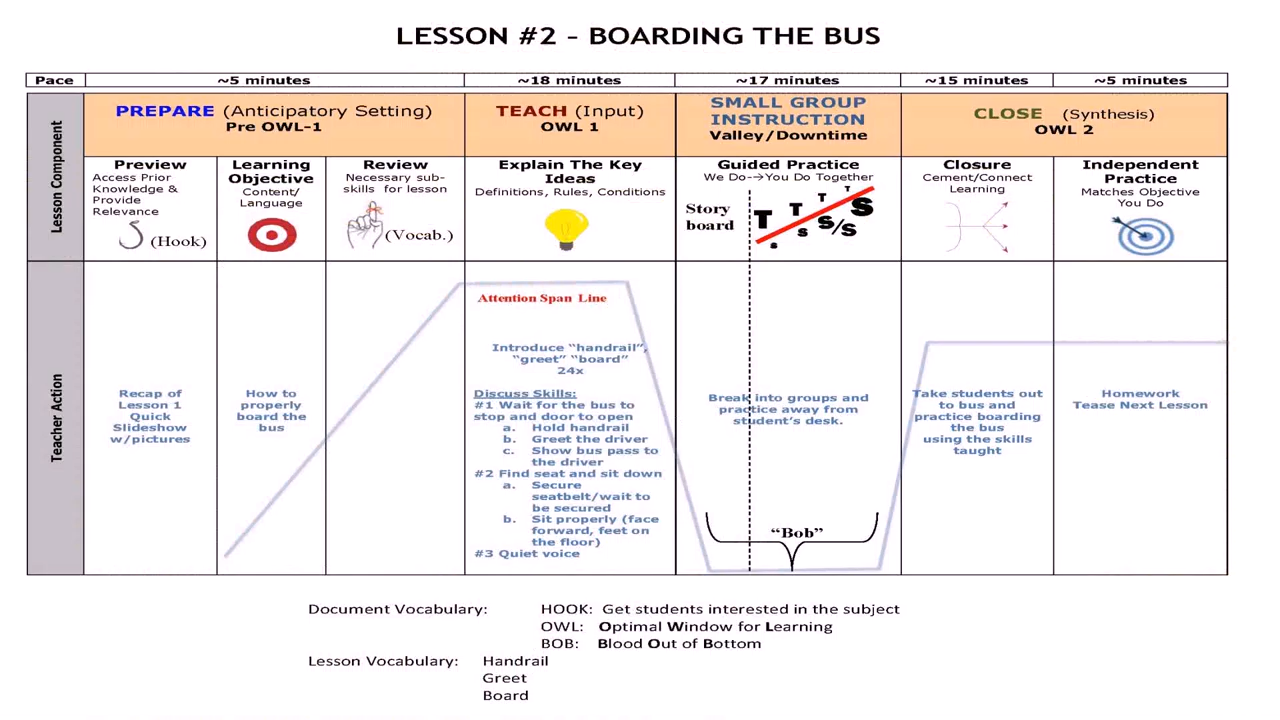 LESSON #2 - BOARDING THE BUS
Pace
~5 minutes
~18 minutes
~17 minutes
~15 minutes
~5 minutes
Lesson Component
PREPARE (Anticipatory Setting)
Pre OWL-1
TEACH (Input)
OWL 1
SMALL GROUP
INSTRUCTION
Valley/Downtime
CLOSE (Synthesis)
OWL 2
Preview
Access Prior
Knowledge &
Provide
Relevance
(Hook)
Learning
Objective
Content/
Language
Review
Necessary sub-
skills for lesson
(Vocab.)
Explain The Key
Ideas
Definitions, Rules, Conditions
Guided Practice
We Do-→You Do Together
Story
board
T T T S
s s S/S
Closure
Cement/Connect
Learning
Independent
Practice
Matches Objective
You Do
Teacher Action
Recap of
Lesson 1
Quick
Slideshow
w/pictures
How to
properly
board the
bus
Attention Span Line
Introduce “handrail”,
“greet” “board”
24x
Discuss Skills:
#1 Wait for the bus to
stop and door to open
a. Hold handrail
b. Greet the driver
c. Show bus pass to
the driver
#2 Find seat and sit down
a. Secure
seatbelt/wait to
be secured
b. Sit properly (face
forward, feet on
the floor)
#3 Quiet voice
Break into groups and
practice away from
student’s desk.
“Bob”
Take students out
to bus and
practice boarding
the bus
using the skills
taught
Homework
Tease Next Lesson
Document Vocabulary: HOOK: Get students interested in the subject
OWL: Optimal Window for Learning
BOB: Blood Out of Bottom
Lesson Vocabulary: Handrail
Greet
Board